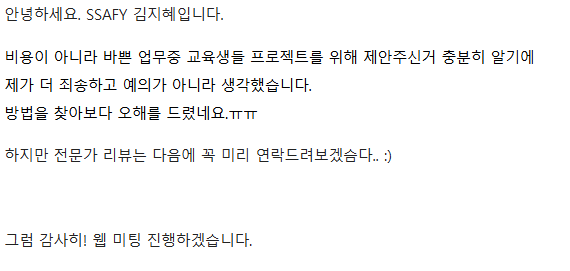 안녕하세요. SSAFY 김지혜입니다.
비용이 아니라 바쁜 업무중 교육생들 프로젝트를 위해 제안주신거 충분히 알기에
제가 더 죄송하고 예의가 아니라 생각했습니다.
방법을 찾아보다 오해를 드렸네요.ㅠㅠ
하지만 전문가 리뷰는 다음에 꼭 미리 연락드려보겠슴다.. :)
그럼 감사히! 웹 미팅 진행하겠습니다.